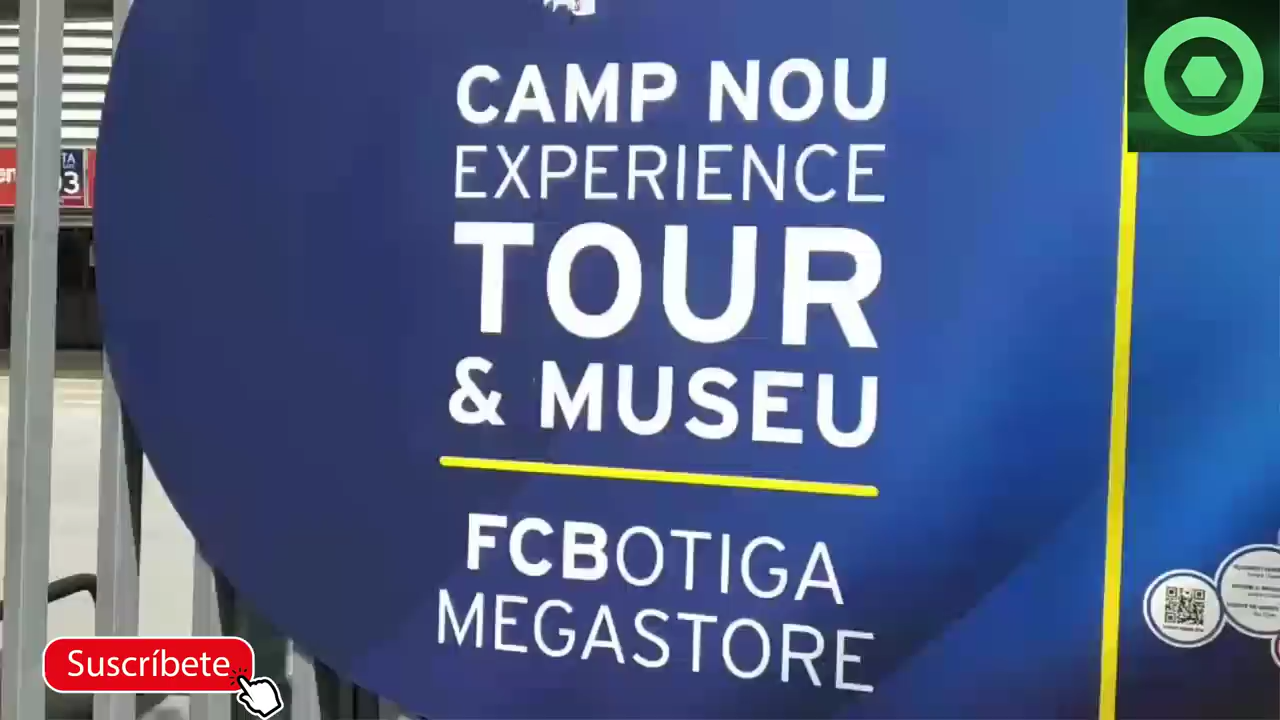 CAMP NOU
EXPERIENCE
TOUR
& MUSEU
FCBOTIGA
MEGASTORE
Suscríbete